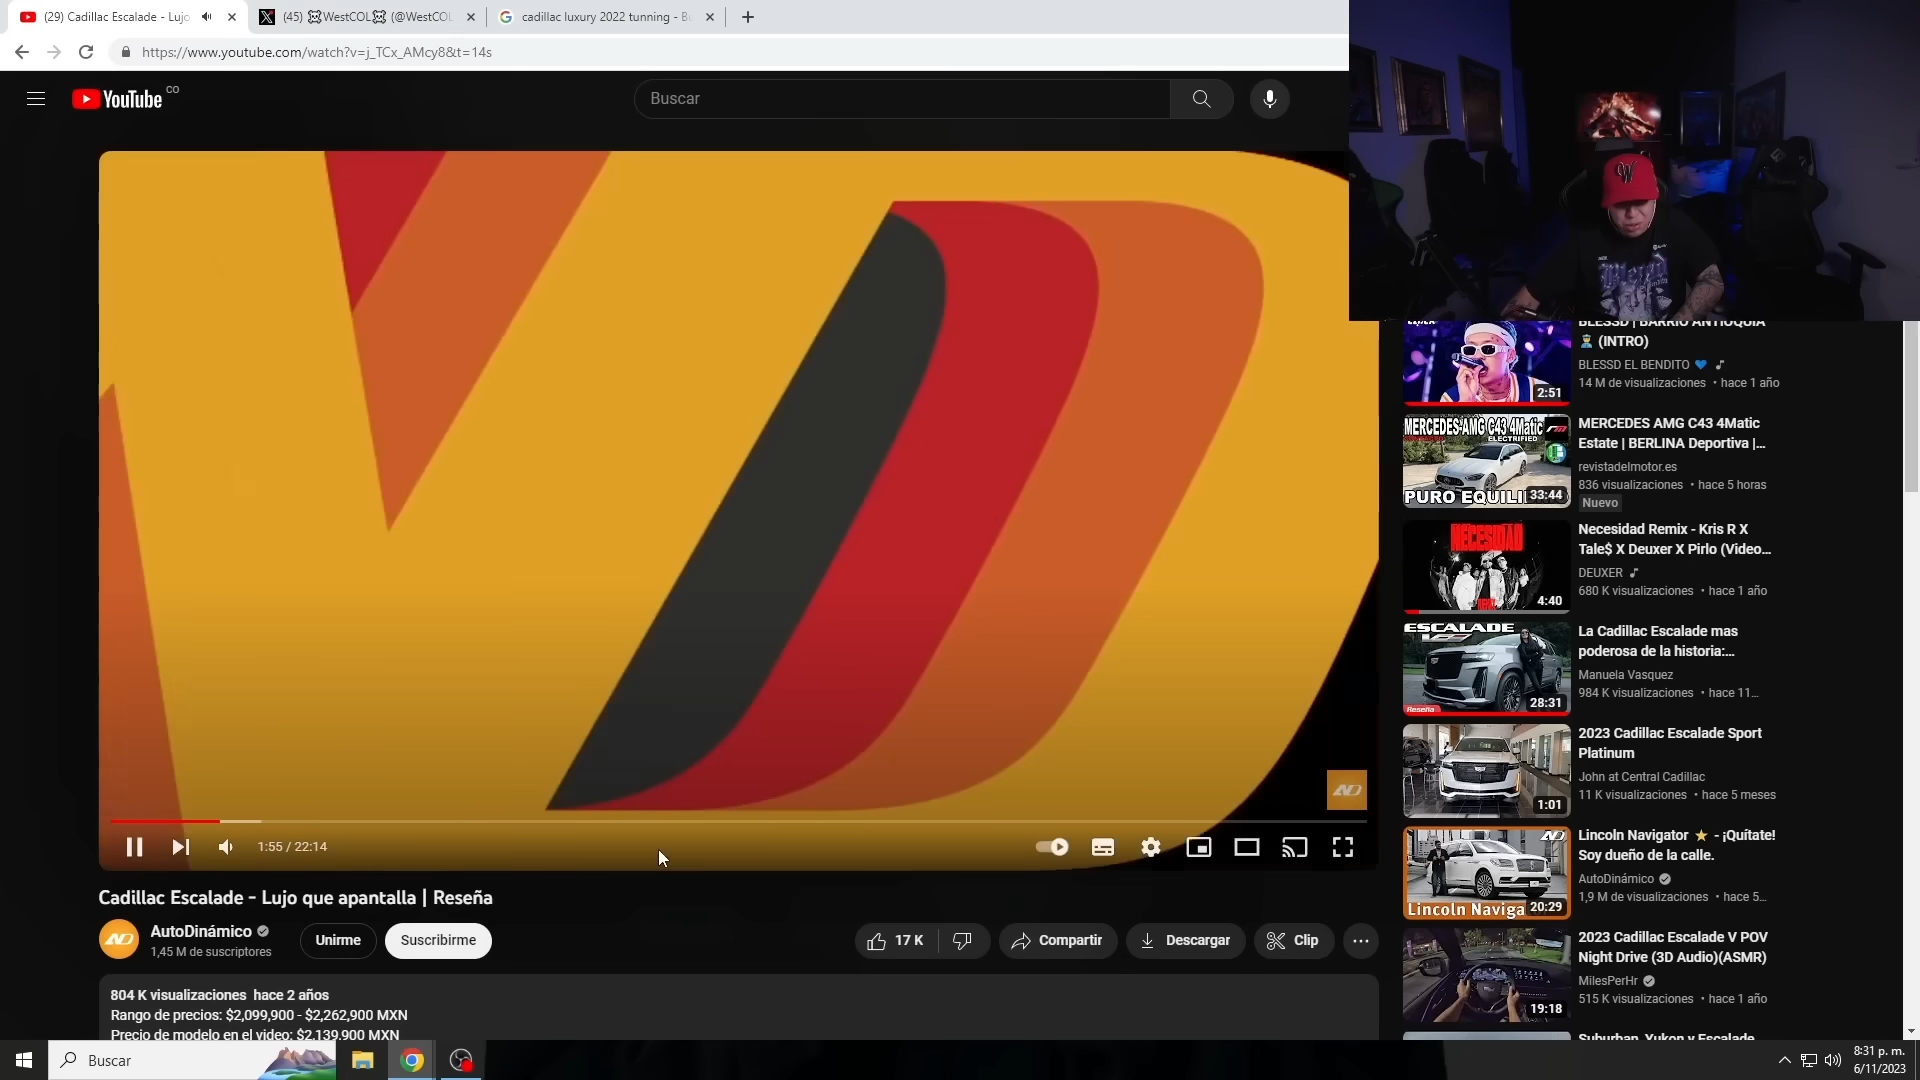 (29) Cadillac Escalade - Lujo
(45) ☠WestCOL☠ (@WestCOL
cadillac luxury 2022 tunning - B
https://www.youtube.com/watch?v=j_TCx_AMcy8&t=14s
YouTube CO
Buscar
W
1:55 / 22:14
Cadillac Escalade - Lujo que apantalla | Reseña
AutoDinámico
1,45 M de suscriptores
Unirme
Suscribirme
17 K
Compartir
Descargar
Clip
804 K visualizaciones hace 2 años
Rango de precios: $2,099,900 - $2,262,900 MXN
Precio de modelo en el video: $2,139,900 MXN
2:51
BLESSD | BARRIO ANTIOQUIA
(INTRO)
BLESSD EL BENDITO 💙
14 M de visualizaciones • hace 1 año
MERCEDES-AMG C43 4Matic
ELECTRIFIED
33:44
MERCEDES AMG C43 4Matic
Estate | BERLINA Deportiva |...
revistadelmotor.es
836 visualizaciones • hace 5 horas
Nuevo
NECESIDAD
4:40
Necesidad Remix - Kris R X
Tale$ X Deuxer X Pirlo (Video...
DEUXER
680 K visualizaciones • hace 1 año
ESCALADE
Reseña
28:31
La Cadillac Escalade mas
poderosa de la historia:...
Manuela Vasquez
984 K visualizaciones • hace 11...
1:01
2023 Cadillac Escalade Sport
Platinum
John at Central Cadillac
11 K visualizaciones • hace 5 meses
Lincoln Naviga
20:29
Lincoln Navigator ⭐ - ¡Quítate!
Soy dueño de la calle.
AutoDinámico
1,9 M de visualizaciones • hace 5...
19:18
2023 Cadillac Escalade V POV
Night Drive (3D Audio)(ASMR)
MilesPerHr
515 K visualizaciones • hace 1 año
Suburban, Yukon y Escalade
Buscar
8:31 p. m.
6/11/2023